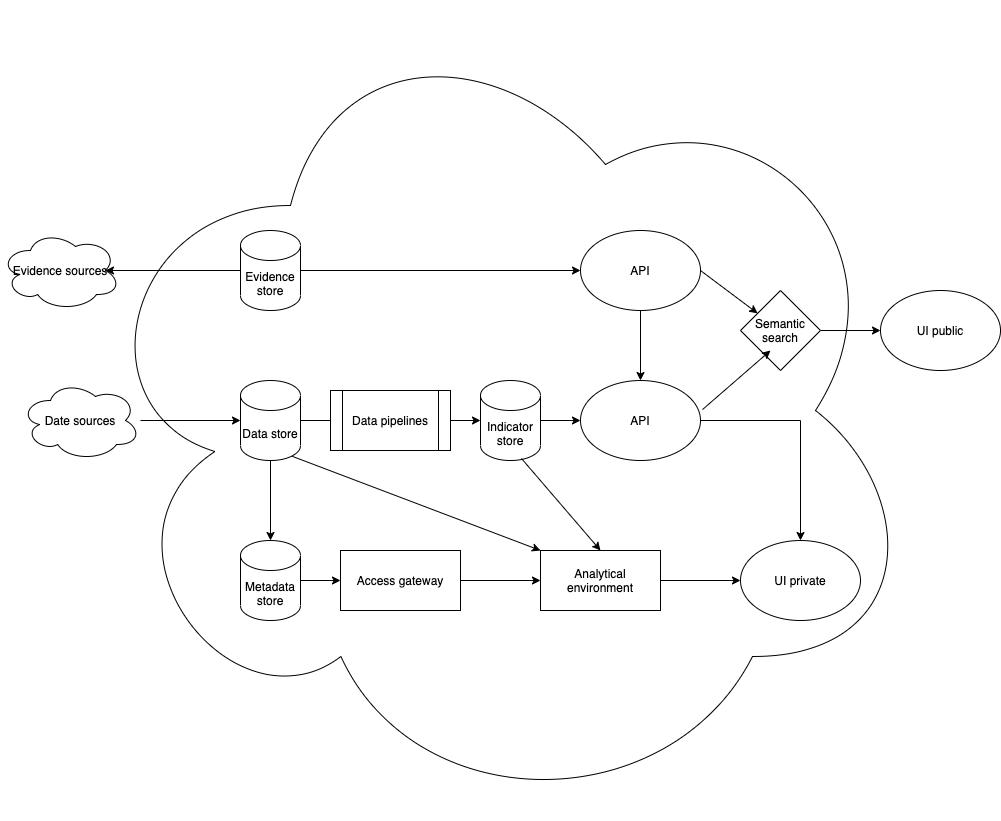 Evidence sources
Evidence
store
API
Semantic
search
UI public
Date sources
Data store
Data pipelines
Indicator
store
API
Metadata
store
Access gateway
Analytical
environment
UI private